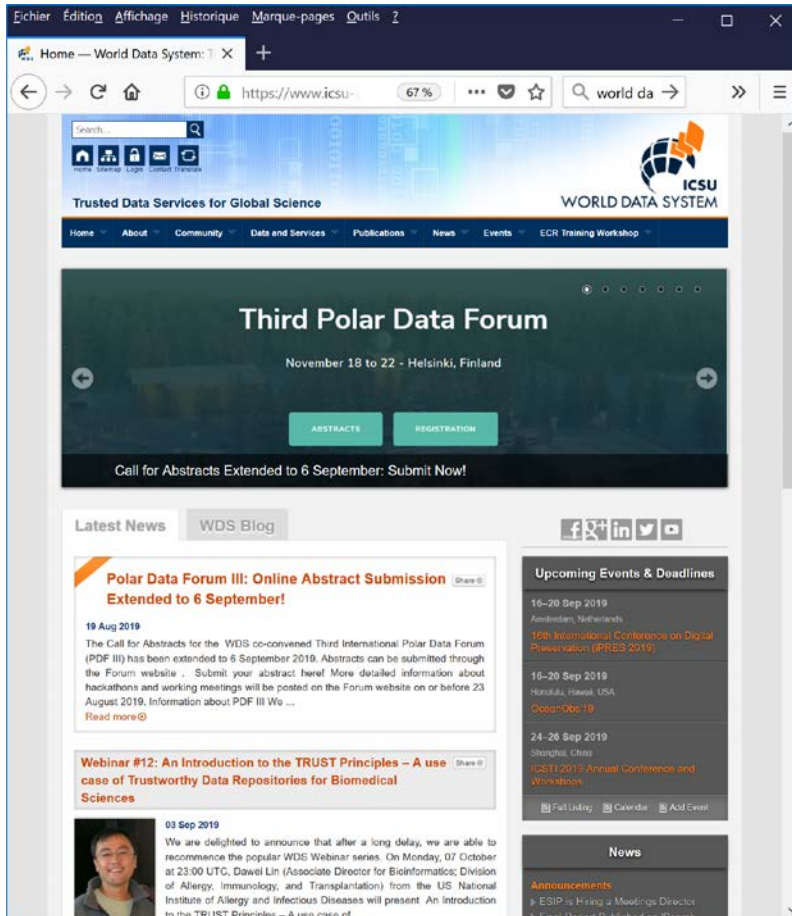 Fichier Édition Affichage Historique Marque-pages Outils ?
Home — World Data System: T
https://www.icsu-
67 %
world da
Search...
Home Sitemap Login Contact Translate
Trusted Data Services for Global Science
ICSU
WORLD DATA SYSTEM
Home About Community Data and Services Publications News Events ECR Training Workshop
Third Polar Data Forum
November 18 to 22 - Helsinki, Finland
ABSTRACTS REGISTRATION
Call for Abstracts Extended to 6 September: Submit Now!
Latest News WDS Blog
Polar Data Forum III: Online Abstract Submission
Extended to 6 September!
Share
19 Aug 2019
The Call for Abstracts for the WDS co-convened Third International Polar Data Forum
(PDF III) has been extended to 6 September 2019. Abstracts can be submitted through
the Forum website . Submit your abstract here! More detailed information about
hackathons and working meetings will be posted on the Forum website on or before 23
August 2019. Information about PDF III We ...
Read more
Webinar #12: An Introduction to the TRUST Principles – A use
case of Trustworthy Data Repositories for Biomedical
Sciences
Share
03 Sep 2019
We are delighted to announce that after a long delay, we are able to
recommence the popular WDS Webinar series. On Monday, 07 October
at 23:00 UTC, Dawei Lin (Associate Director for Bioinformatics; Division
of Allergy, Immunology, and Transplantation) from the US National
Institute of Allergy and Infectious Diseases will present An Introduction
to the TRUST Principles – A use case of
Upcoming Events & Deadlines
16–20 Sep 2019
Amsterdam, Netherlands
16th International Conference on Digital
Preservation (iPRES 2019)
16–20 Sep 2019
Honolulu, Hawaii, USA
OceanObs'19
24–26 Sep 2019
Shanghai, China
ICSTI 2019 Annual Conference and
Workshops
Full Listing Calendar Add Event
News
Announcements
ESIP is Hiring a Meetings Director